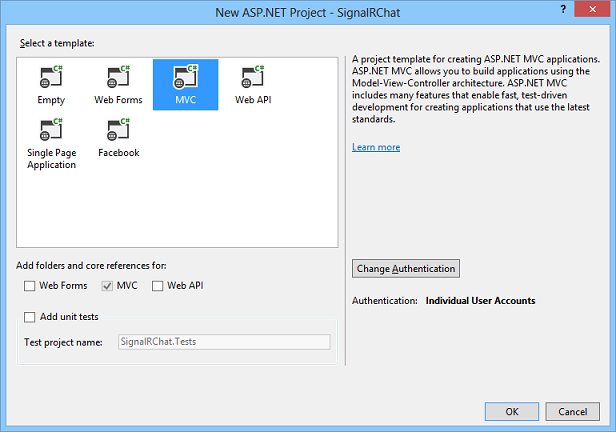 New ASP.NET Project - SignalRChat
?
Select a template:
C#
C#
C#
C#
Empty
Web Forms
MVC
Web API
C#
C#
Single Page
Application
Facebook
A project template for creating ASP.NET MVC applications.
ASP.NET MVC allows you to build applications using the
Model-View-Controller architecture. ASP.NET MVC
includes many features that enable fast, test-driven
development for creating applications that use the latest
standards.
Learn more
Change Authentication
Authentication: Individual User Accounts
Add folders and core references for:
Web Forms
MVC
Web API
Add unit tests
Test project name:
SignalRChat.Tests
OK
Cancel